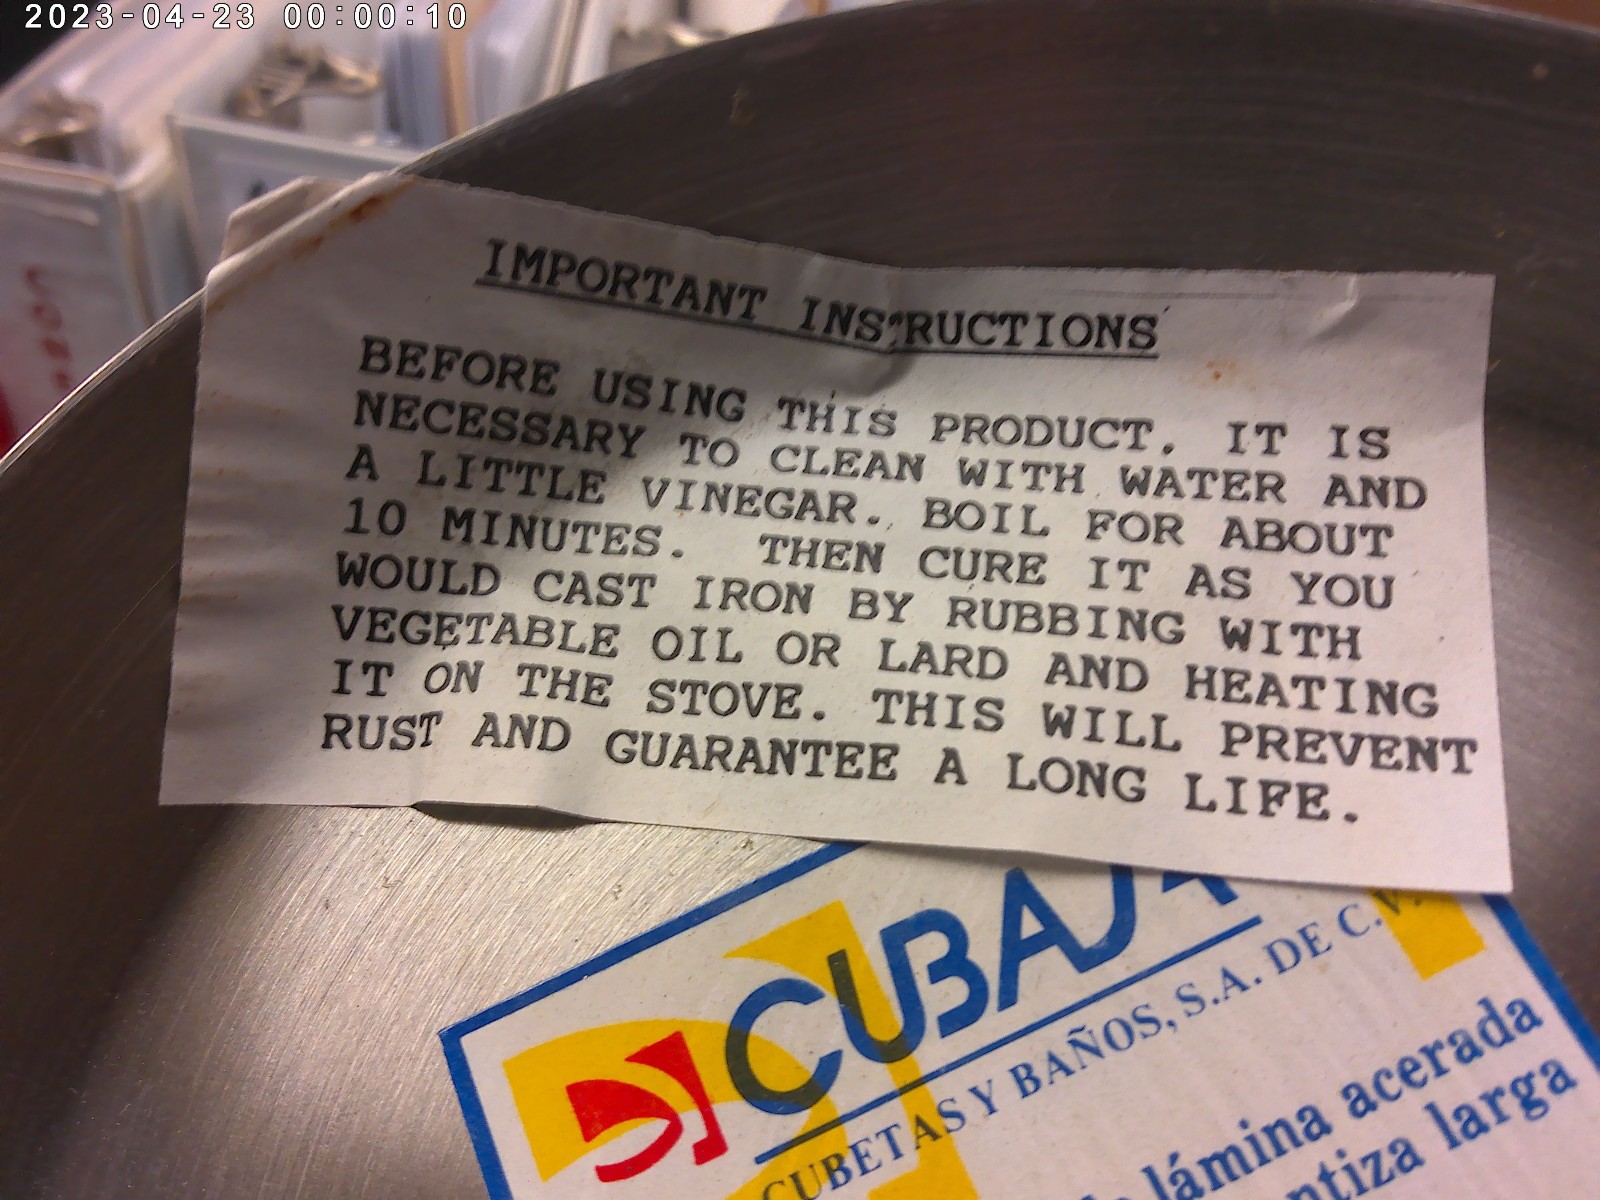 2023-04-23 00:00:10
IMPORTANT INSTRUCTIONS
BEFORE USING THIS PRODUCT. IT IS
NECESSARY TO CLEAN WITH WATER AND
A LITTLE VINEGAR. BOIL FOR ABOUT
10 MINUTES. THEN CURE IT AS YOU
WOULD CAST IRON BY RUBBING WITH
VEGETABLE OIL OR LARD AND HEATING
IT ON THE STOVE. THIS WILL PREVENT
RUST AND GUARANTEE A LONG LIFE.
CUBASA
CUBETAS Y BAÑOS, S.A. DE C.V.
lámina acerada
larga